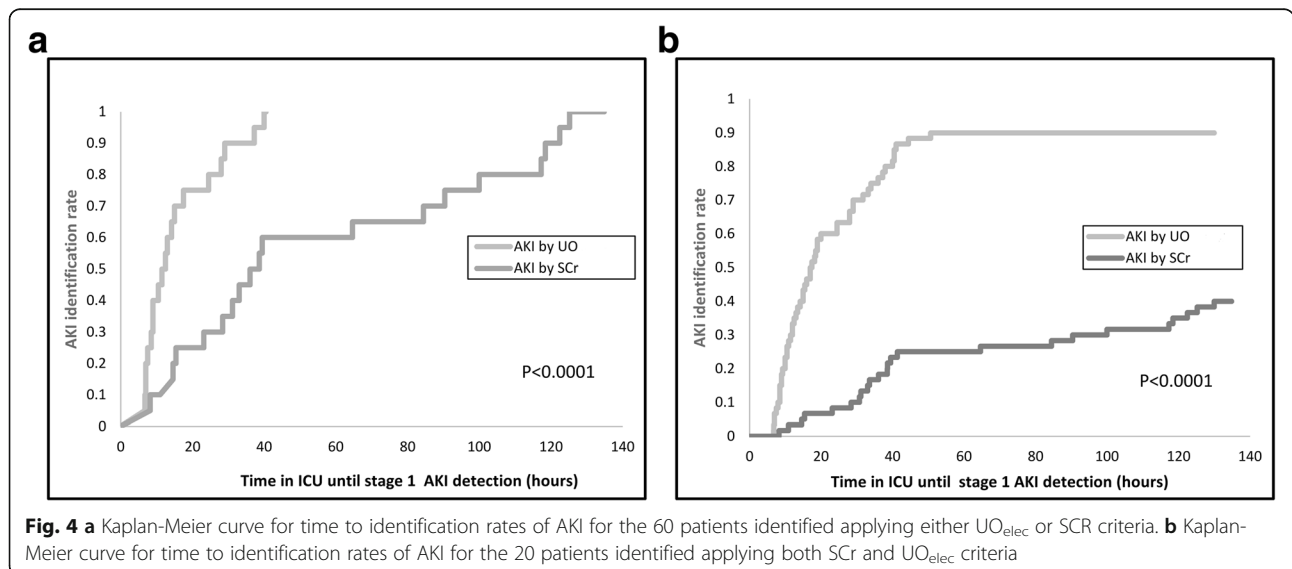 a
1
0.9
0.8
0.7
0.6
0.5
0.4
0.3
0.2
0.1
0
AKI identification rate
AKI by UO
AKI by SCr
P<0.0001
0 20 40 60 80 100 120 140
Time in ICU until stage 1 AKI detection (hours)
b
1
0.9
0.8
0.7
0.6
0.5
0.4
0.3
0.2
0.1
0
AKI identification rate
AKI by UO
AKI by SCr
P<0.0001
0 20 40 60 80 100 120 140
Time in ICU until stage 1 AKI detection (hours)
Fig. 4 a Kaplan-Meier curve for time to identification rates of AKI for the 60 patients identified applying either UOelec or SCR criteria. b Kaplan-
Meier curve for time to identification rates of AKI for the 20 patients identified applying both SCr and UOelec criteria